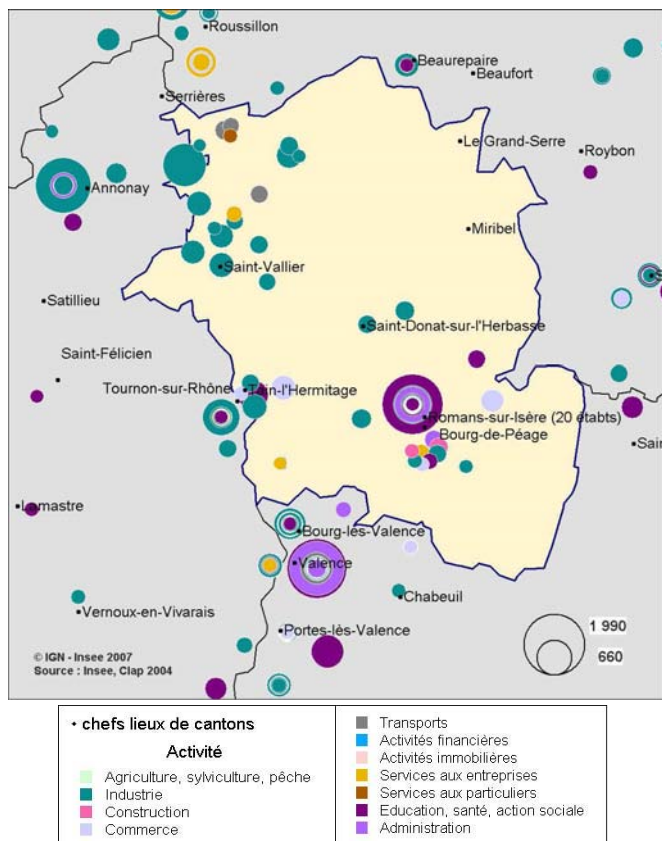 Roussillon
Beaurepaire
Beaufort
Serrières
Le Grand-Serre
Roybon
Annonay
Miribel
Saint-Vallier
Satillieu
Saint-Donat-sur-l'Herbasse
Saint-Félicien
Tournon-sur-Rhône
Tain-l'Hermitage
Romans-sur-Isère (20 étabts)
Bourg-de-Péage
Lamastre
Bourg-lès-Valence
Valence
Chabeuil
Vernoux-en-Vivarais
Portes-lès-Valence
1 990
660
© IGN - Insee 2007
Source : Insee, Clap 2004
• chefs lieux de cantons
Activité
Agriculture, sylviculture, pêche
Industrie
Construction
Commerce
Transports
Activités financières
Activités immobilières
Services aux entreprises
Services aux particuliers
Education, santé, action sociale
Administration